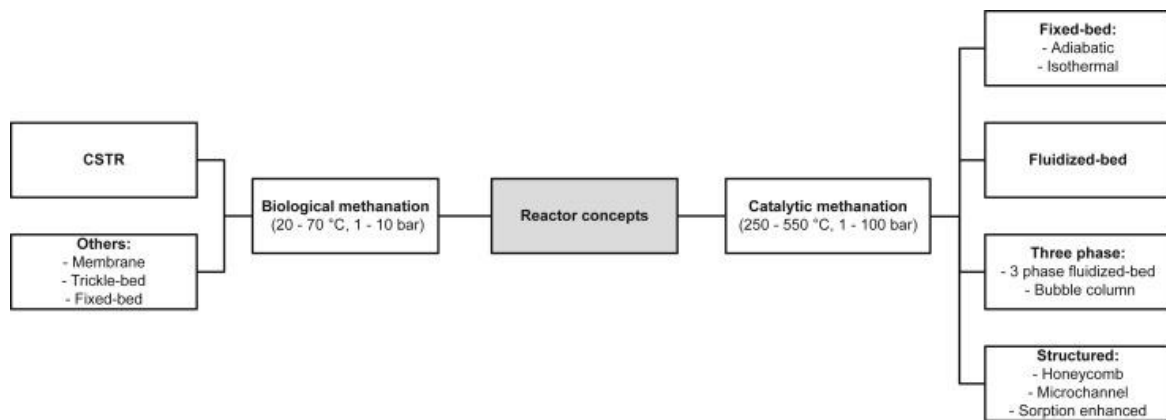 CSTR
Others:
- Membrane
- Trickle-bed
- Fixed-bed
Biological methanation
(20 - 70 °C, 1 - 10 bar)
Reactor concepts
Catalytic methanation
(250 - 550 °C, 1 - 100 bar)
Fixed-bed:
- Adiabatic
- Isothermal
Fluidized-bed
Three phase:
- 3 phase fluidized-bed
- Bubble column
Structured:
- Honeycomb
- Microchannel
- Sorption enhanced